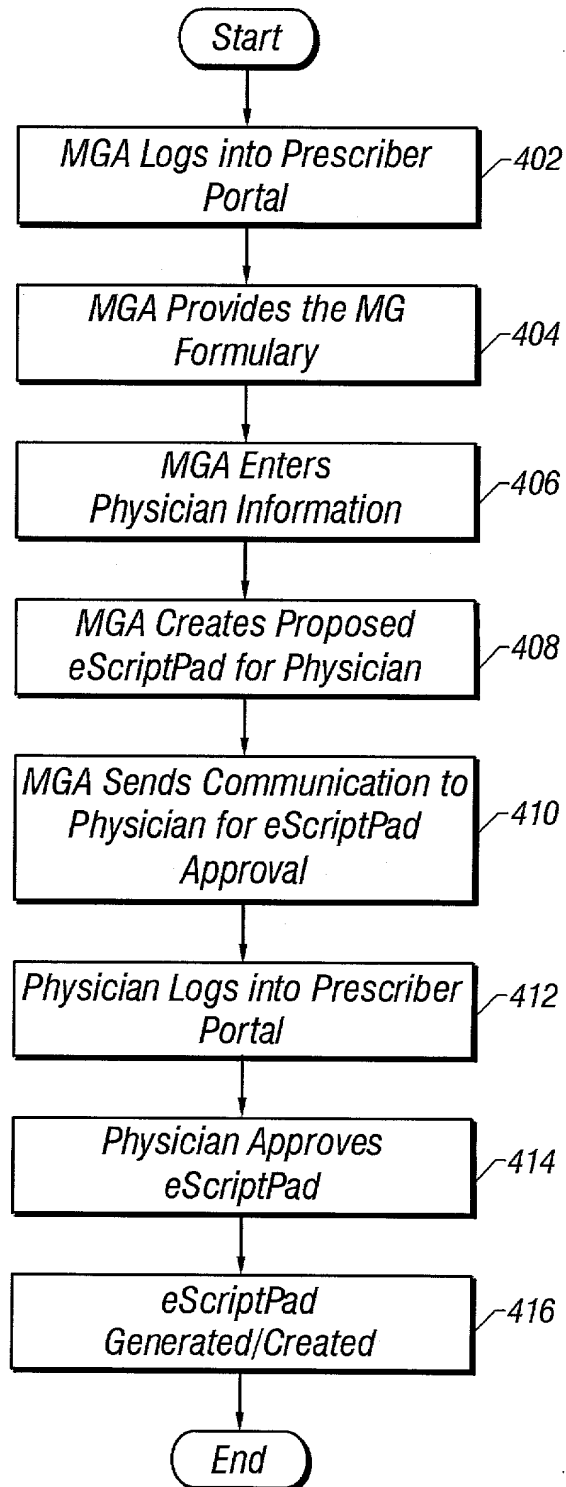 Start
MGA Logs into Prescriber
Portal
402
MGA Provides the MG
Formulary
404
MGA Enters
Physician Information
406
MGA Creates Proposed
eScriptPad for Physician
408
MGA Sends Communication to
Physician for eScriptPad
Approval
410
Physician Logs into Prescriber
Portal
412
Physician Approves
eScriptPad
414
eScriptPad
Generated/Created
416
End